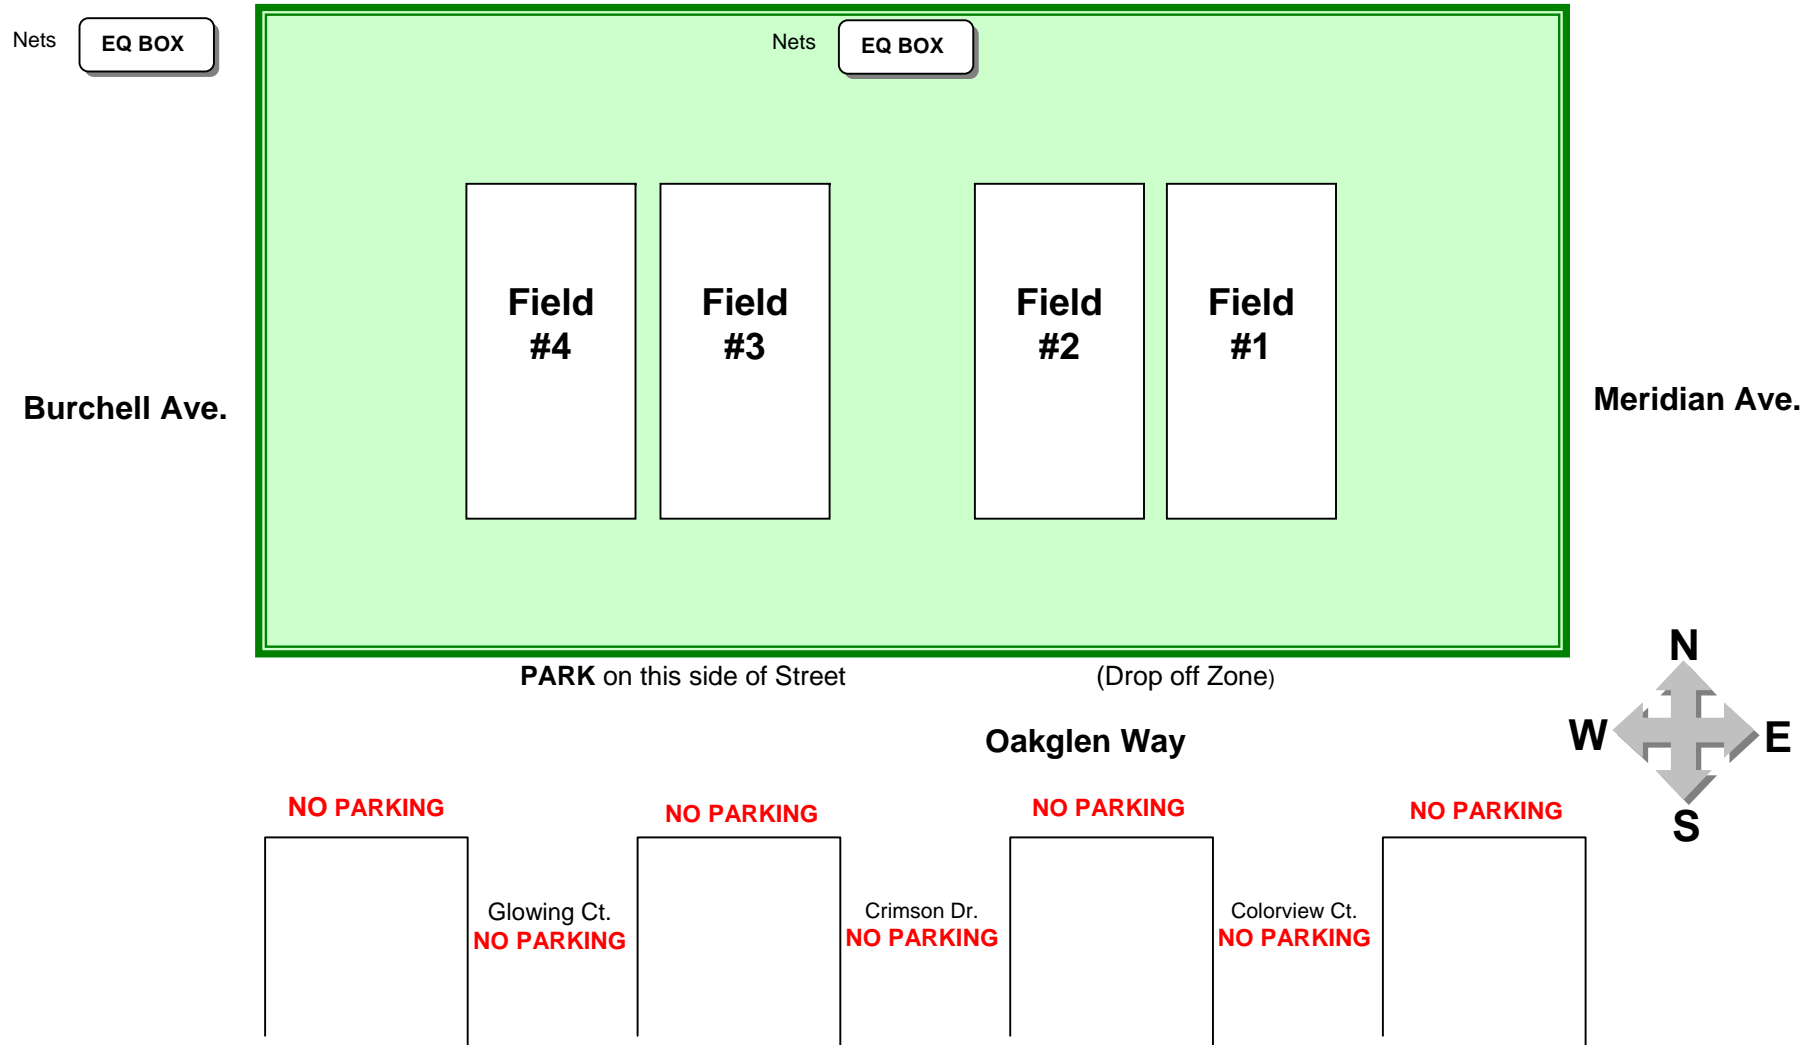 Nets
EQ BOX
Nets
EQ BOX
Field
#4
Field
#3
Field
#2
Field
#1
Burchell Ave.
Meridian Ave.
PARK on this side of Street
(Drop off Zone)
Oakglen Way
N
W
E
S
NO PARKING
NO PARKING
NO PARKING
NO PARKING
Glowing Ct.
NO PARKING
Crimson Dr.
NO PARKING
Colorview Ct.
NO PARKING